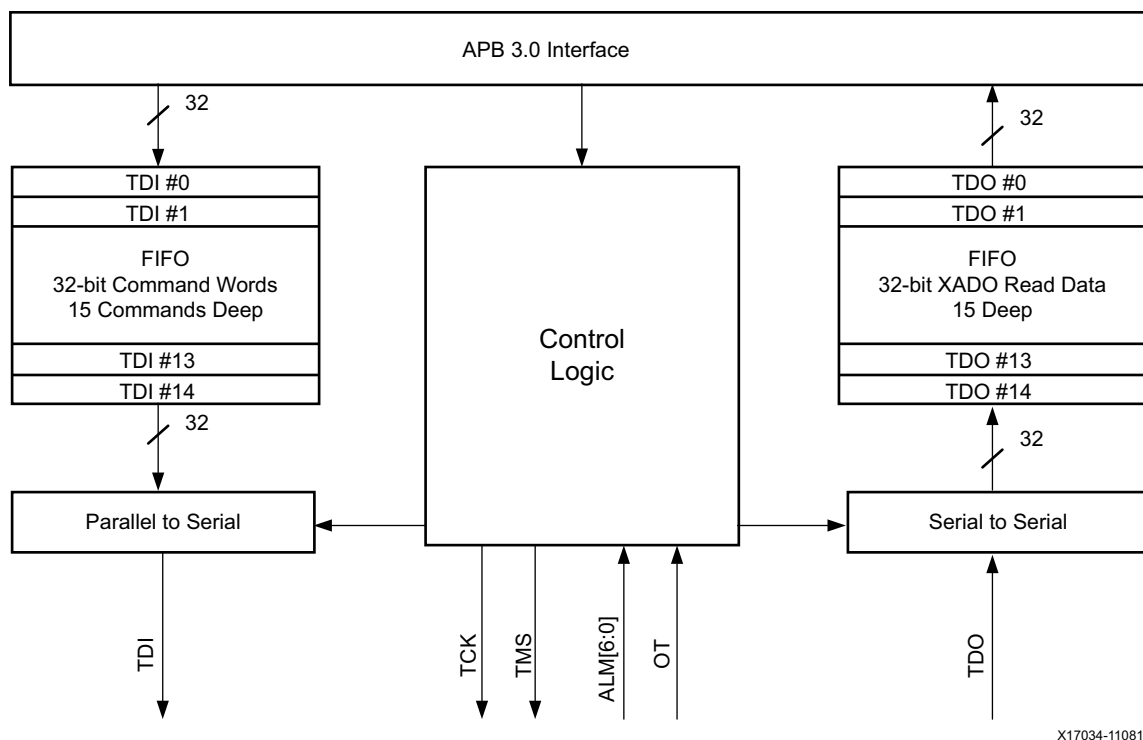 APB 3.0 Interface
32
32
TDI #0
TDI #1
FIFO
32-bit Command Words
15 Commands Deep
TDI #13
TDI #14
32
Control
Logic
TDO #0
TDO #1
FIFO
32-bit XADO Read Data
15 Deep
TDO #13
TDO #14
32
Parallel to Serial
Serial to Serial
TDI
TCK
TMS
ALM[6:0]
OT
TDO
X17034-11081